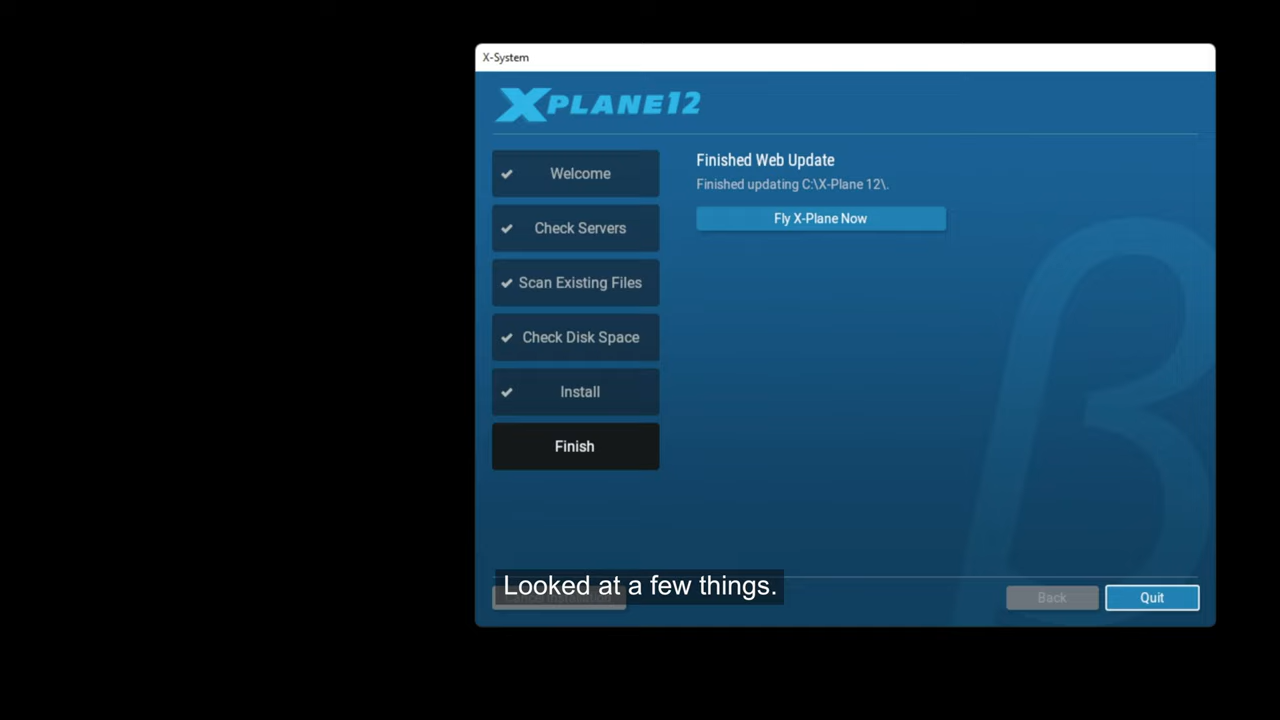 X-System
XPLANE12
Welcome
Check Servers
Scan Existing Files
Check Disk Space
Install
Finish
Finished Web Update
Finished updating C:\X-Plane 12\.
Fly X-Plane Now
β
Looked at a few things.
Back
Quit